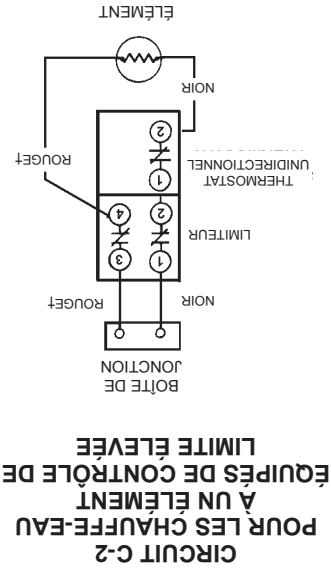 CIRCUIT C-2
POUR LES CHAUFFE-EAU
À UN ÉLÉMENT
ÉQUIPÉS DE CONTRÔLE DE
LIMITE ÉLEVÉE
BOÎTE DE
JONCTION
NOIR
ROUGE†
1
3
LIMITEUR
2
4
THERMOSTAT
UNIDIRECTIONNEL
1
ROUGE†
2
NOIR
ÉLÉMENT